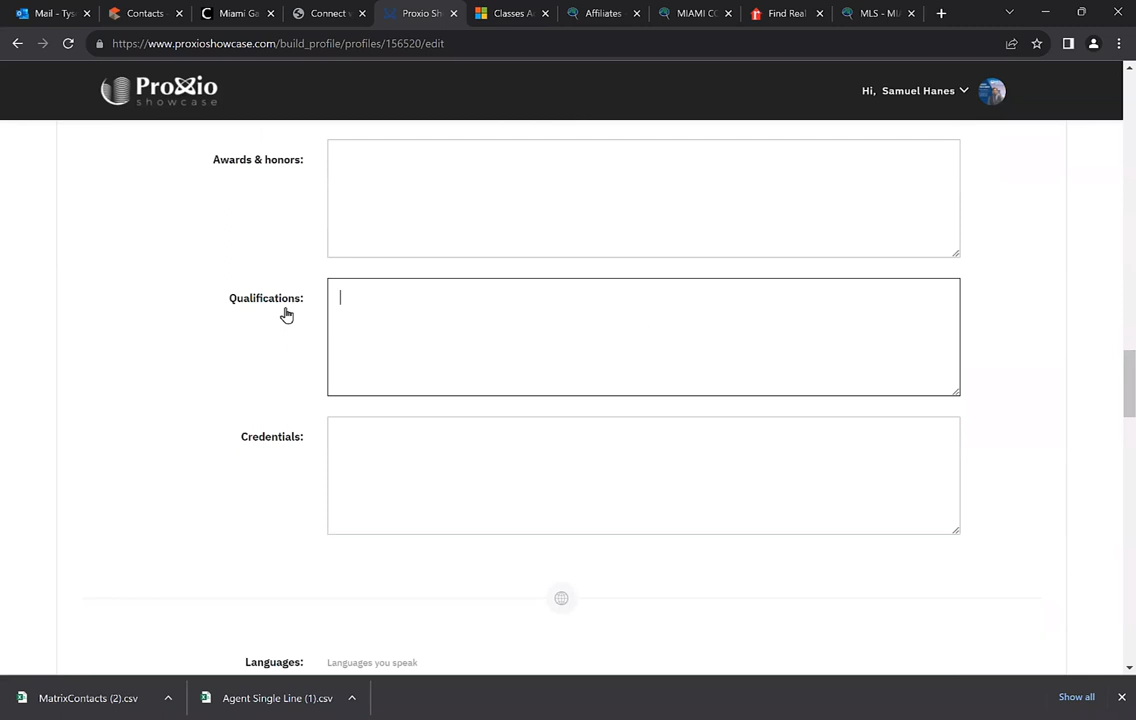 Mail - Tys
Contacts
Miami Ga
Connect w
Proxio Sh
Classes A
Affiliates -
MIAMI CO
Find Real
MLS - MIA
https://www.proxioshowcase.com/build_profile/profiles/156520/edit
Proxio
showcase
Hi, Samuel Hanes
Awards & honors:
Qualifications:
Credentials:
Languages:
Languages you speak
MatrixContacts (2).csv
Agent Single Line (1).csv
Show all